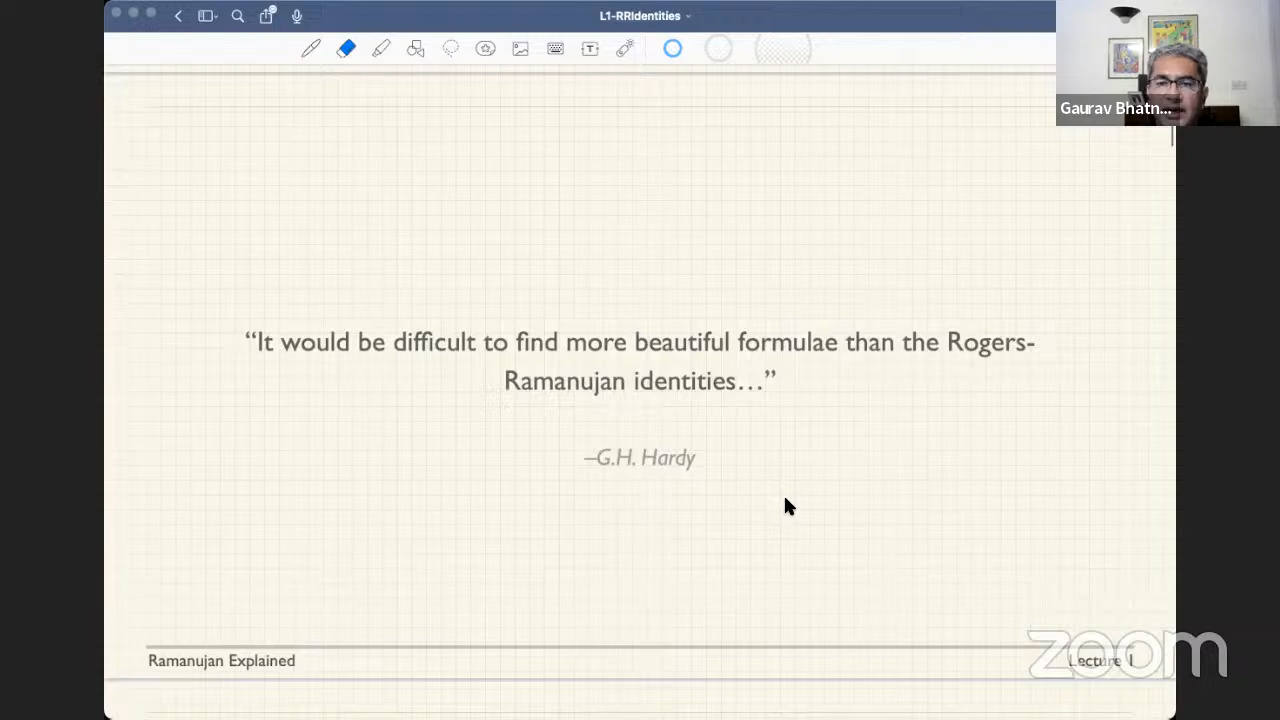 L1-RRIdentities
Gaurav Bhatn...
“It would be difficult to find more beautiful formulae than the Rogers-
Ramanujan identities…”
–G.H. Hardy
Ramanujan Explained
Lecture 1
zoom